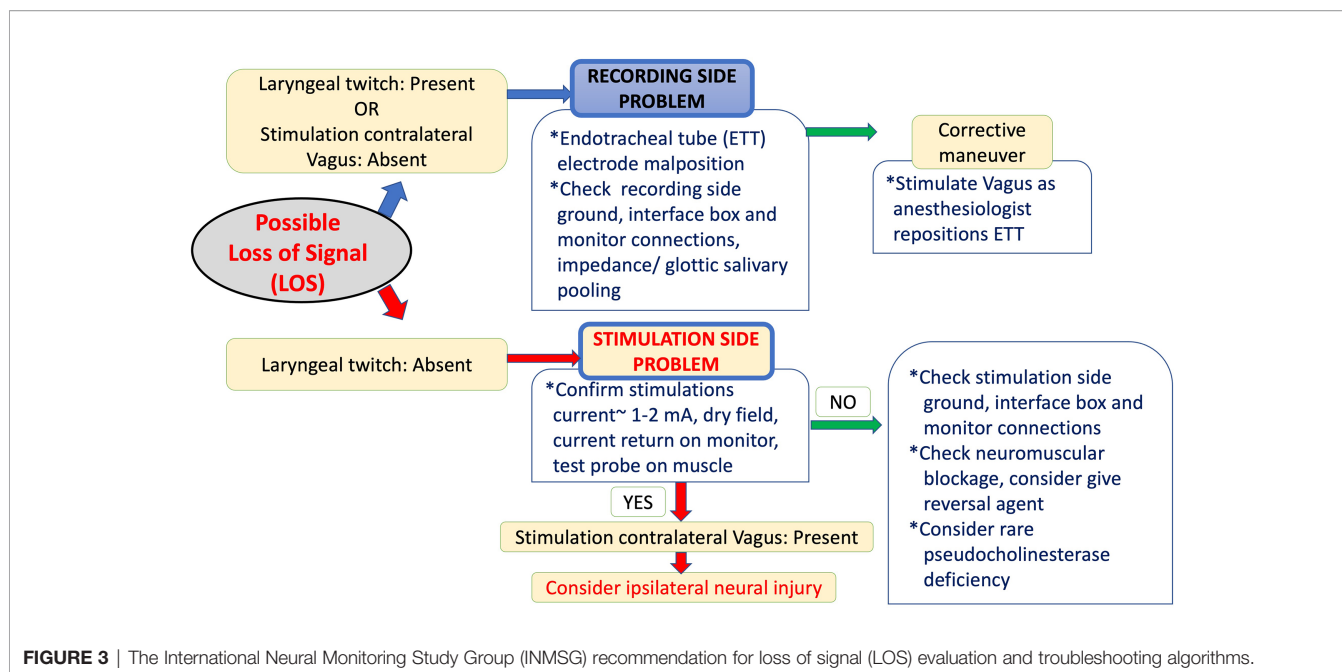 Laryngeal twitch: Present
OR
Stimulation contralateral
Vagus: Absent
RECORDING SIDE
PROBLEM
*Endotracheal tube (ETT)
electrode malposition
*Check recording side
ground, interface box and
monitor connections,
impedance/ glottic salivary
pooling
Corrective
maneuver
*Stimulate Vagus as
anesthesiologist
repositions ETT
Possible
Loss of Signal
(LOS)
Laryngeal twitch: Absent
STIMULATION SIDE
PROBLEM
*Confirm stimulations
current~ 1-2 mA, dry field,
current return on monitor,
test probe on muscle
NO
*Check stimulation side
ground, interface box and
monitor connections
*Check neuromuscular
blockage, consider give
reversal agent
*Consider rare
pseudocholinesterase
deficiency
YES
Stimulation contralateral Vagus: Present
Consider ipsilateral neural injury
FIGURE 3 | The International Neural Monitoring Study Group (INMSG) recommendation for loss of signal (LOS) evaluation and troubleshooting algorithms.